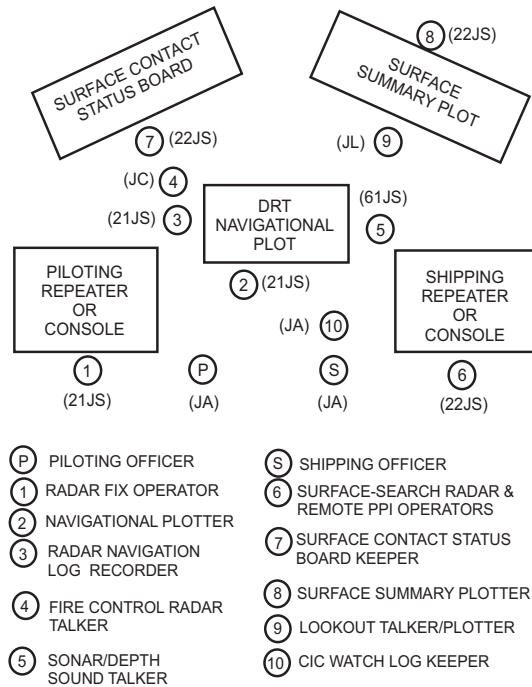 SURFACE CONTACT
STATUS BOARD
8 (22JS)
SURFACE
SUMMARY PLOT
7 (22JS)
(JL) 9
(JC) 4
(21JS) 3
DRT
NAVIGATIONAL
PLOT
(61JS)
5
PILOTING
REPEATER
OR
CONSOLE
2 (21JS)
SHIPPING
REPEATER
OR
CONSOLE
(JA) 10
1
(21JS)
P
(JA)
S
(JA)
6
(22JS)
P PILOTING OFFICER
1 RADAR FIX OPERATOR
2 NAVIGATIONAL PLOTTER
3 RADAR NAVIGATION
LOG RECORDER
4 FIRE CONTROL RADAR
TALKER
5 SONAR/DEPTH
SOUND TALKER
S SHIPPING OFFICER
6 SURFACE-SEARCH RADAR &
REMOTE PPI OPERATORS
7 SURFACE CONTACT STATUS
BOARD KEEPER
8 SURFACE SUMMARY PLOTTER
9 LOOKOUT TALKER/PLOTTER
10 CIC WATCH LOG KEEPER